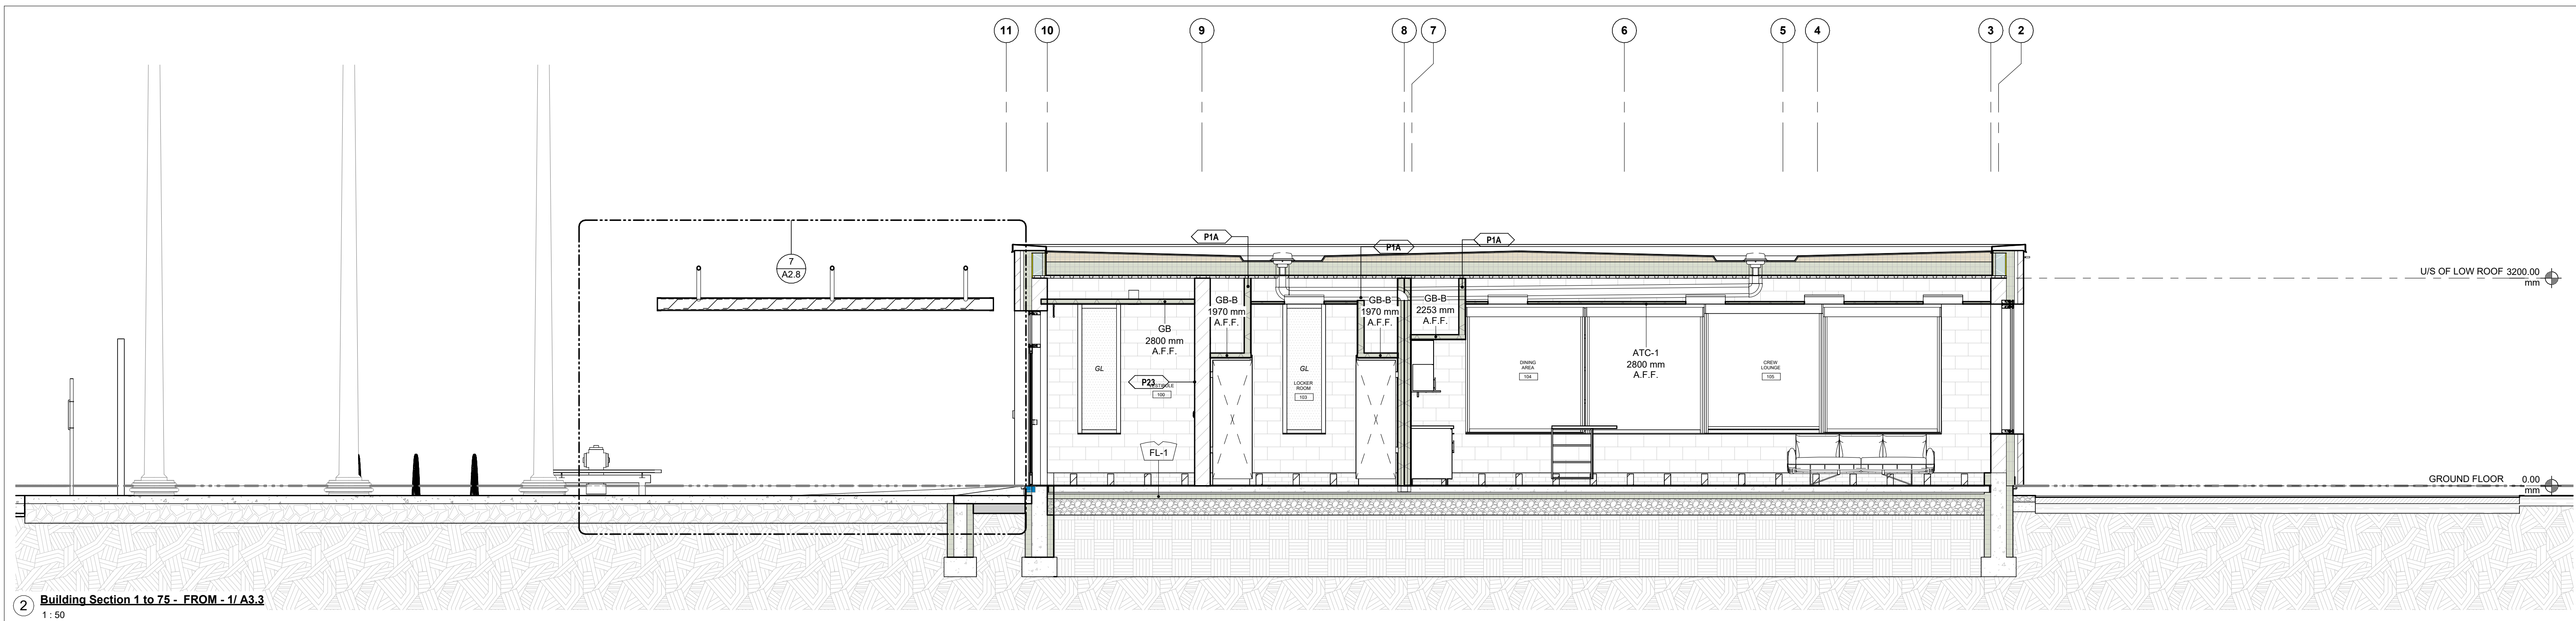 11
10
9
8
7
6
5
4
3
2
P1A
P1A
P1A
7
A2.8
U/S OF LOW ROOF 3200.00
mm
GB-B
1970 mm
A.F.F.
GB-B
1970 mm
A.F.F.
GB-B
2253 mm
A.F.F.
GB
2800 mm
A.F.F.
ATC-1
2800 mm
A.F.F.
GL
GL
P23
100
LOCKER
ROOM
103
DINING
AREA
104
CREW
LOUNGE
105
FL-1
GROUND FLOOR 0.00
mm
2
Building Section 1 to 75 - FROM - 1/ A3.3
1 : 50